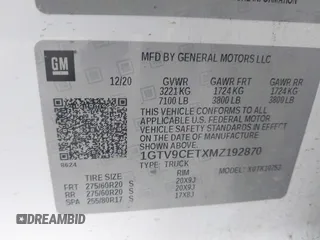 GM
MFD BY GENERAL MOTORS LLC
12/20
GVWR GAWR FRT GAWR RR
3221 KG 1724 KG 1724 KG
7100 LB 3800 LB 3800 LB
THIS VEHICLE CONFORMS TO ALL APPLICABLE U.S. FEDERAL MOTOR VEHICLE SAFETY STANDARDS IN EFFECT ON THE DATE OF MANUFACTURE SHOWN ABOVE.
1GTV9CETXMZ192870
TYPE: TRUCK
MODEL:
0624
RIM
FRT 275/60R20 S 20X9J
RR 275/60R20 S 20X9J
SPA 255/80R17 S 17X8J
DREAMBID